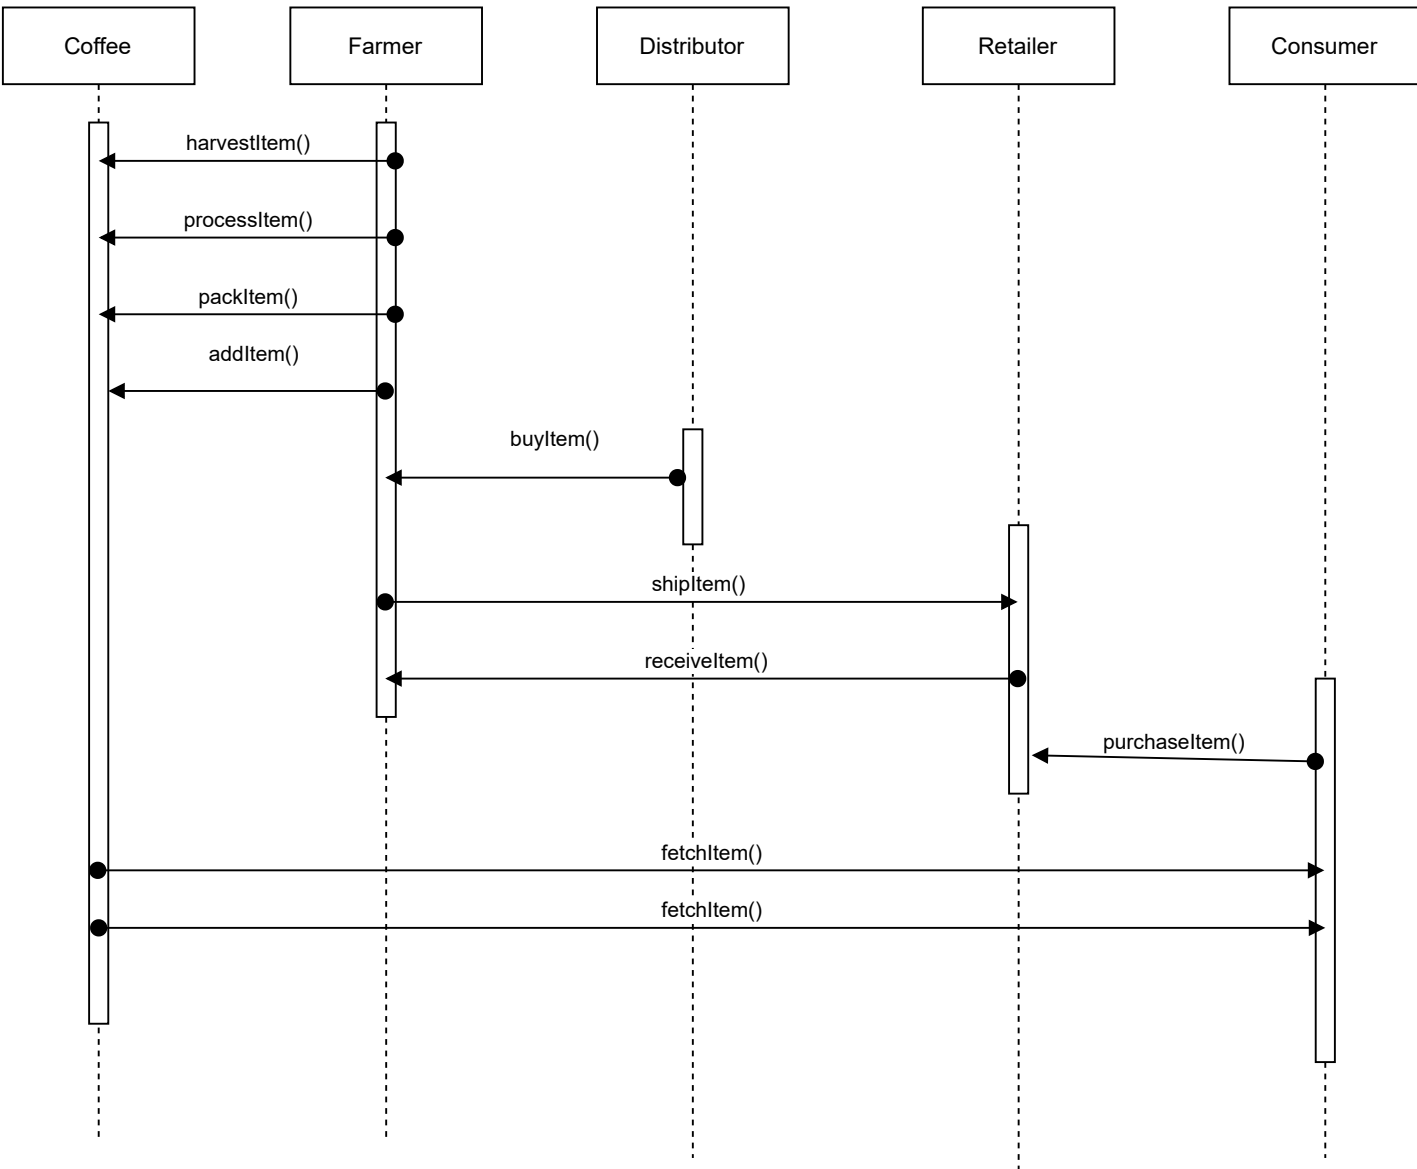 Coffee
Farmer
Distributor
Retailer
Consumer
harvestItem()
processItem()
packItem()
addItem()
buyItem()
shipItem()
receiveItem()
purchaseItem()
fetchItem()
fetchItem()